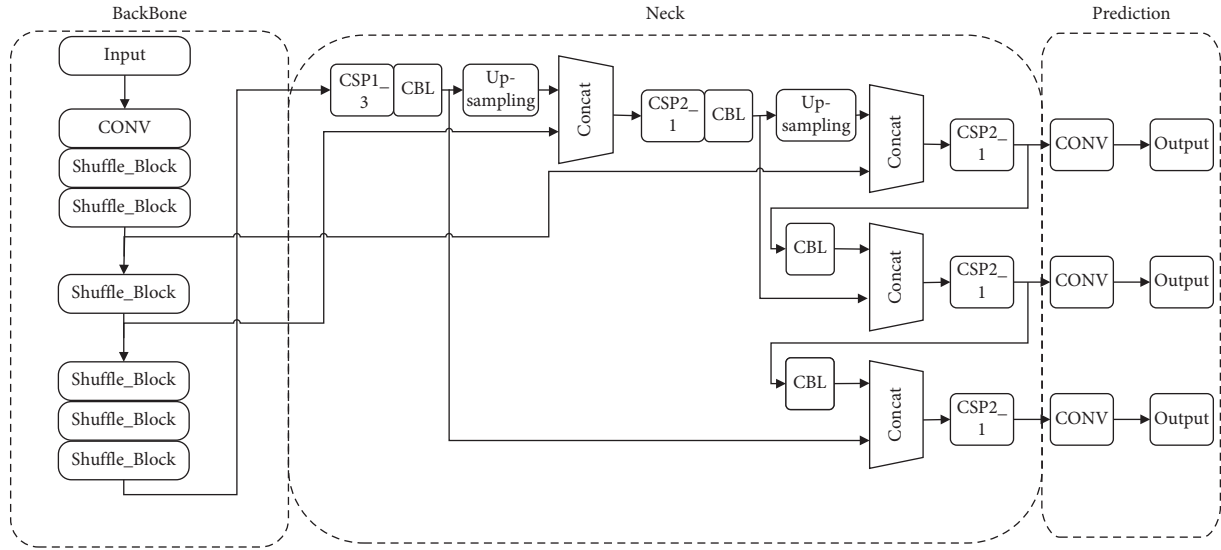 BackBone
Neck
Prediction
Input
CONV
Shuffle_Block
Shuffle_Block
Shuffle_Block
Shuffle_Block
Shuffle_Block
Shuffle_Block
CSP1_
3
CBL
Up-
sampling
Concat
CSP2_
1
CBL
Up-
sampling
Concat
CSP2_
1
CONV
Output
CBL
Concat
CSP2_
1
CONV
Output
CBL
Concat
CSP2_
1
CONV
Output